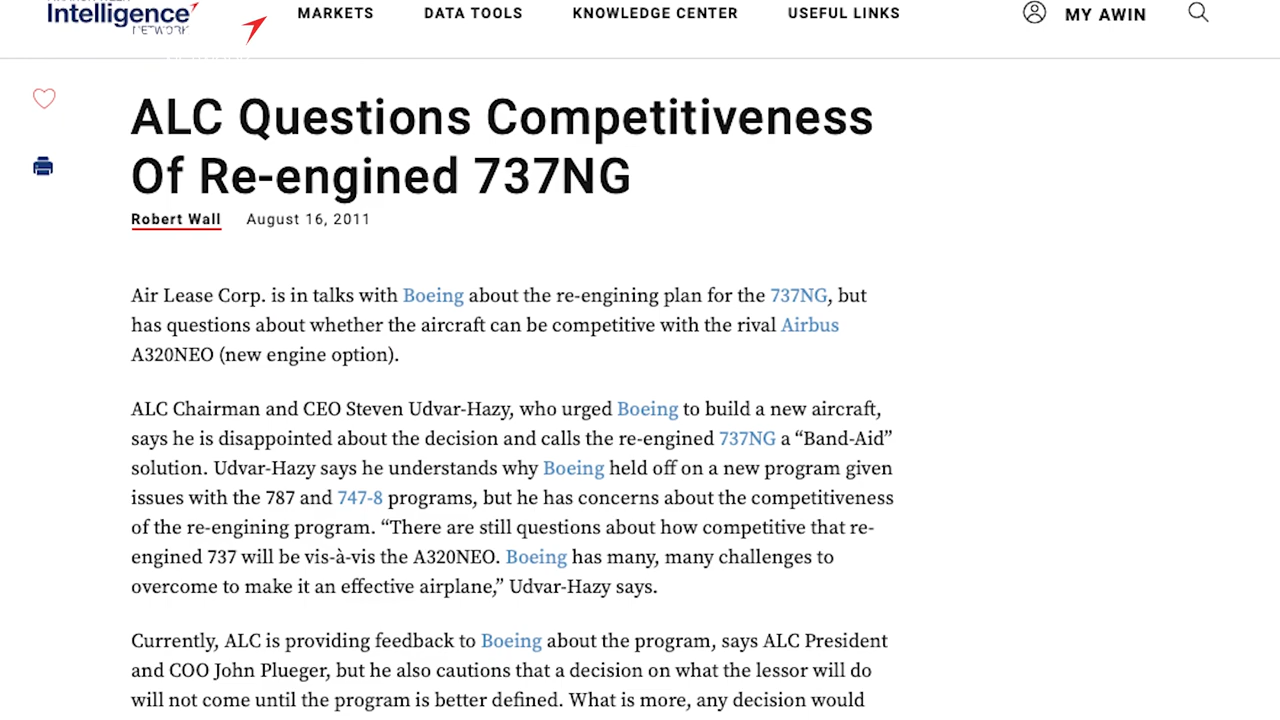 Intelligence
NETWORK
MARKETS
DATA TOOLS
KNOWLEDGE CENTER
USEFUL LINKS
MY AWIN
ALC Questions Competitiveness
Of Re-engined 737NG
Robert Wall August 16, 2011
Air Lease Corp. is in talks with Boeing about the re-engining plan for the 737NG, but
has questions about whether the aircraft can be competitive with the rival Airbus
A320NEO (new engine option).
ALC Chairman and CEO Steven Udvar-Hazy, who urged Boeing to build a new aircraft,
says he is disappointed about the decision and calls the re-engined 737NG a “Band-Aid”
solution. Udvar-Hazy says he understands why Boeing held off on a new program given
issues with the 787 and 747-8 programs, but he has concerns about the competitiveness
of the re-engining program. “There are still questions about how competitive that re-
engined 737 will be vis-à-vis the A320NEO. Boeing has many, many challenges to
overcome to make it an effective airplane,” Udvar-Hazy says.
Currently, ALC is providing feedback to Boeing about the program, says ALC President
and COO John Plueger, but he also cautions that a decision on what the lessor will do
will not come until the program is better defined. What is more, any decision would